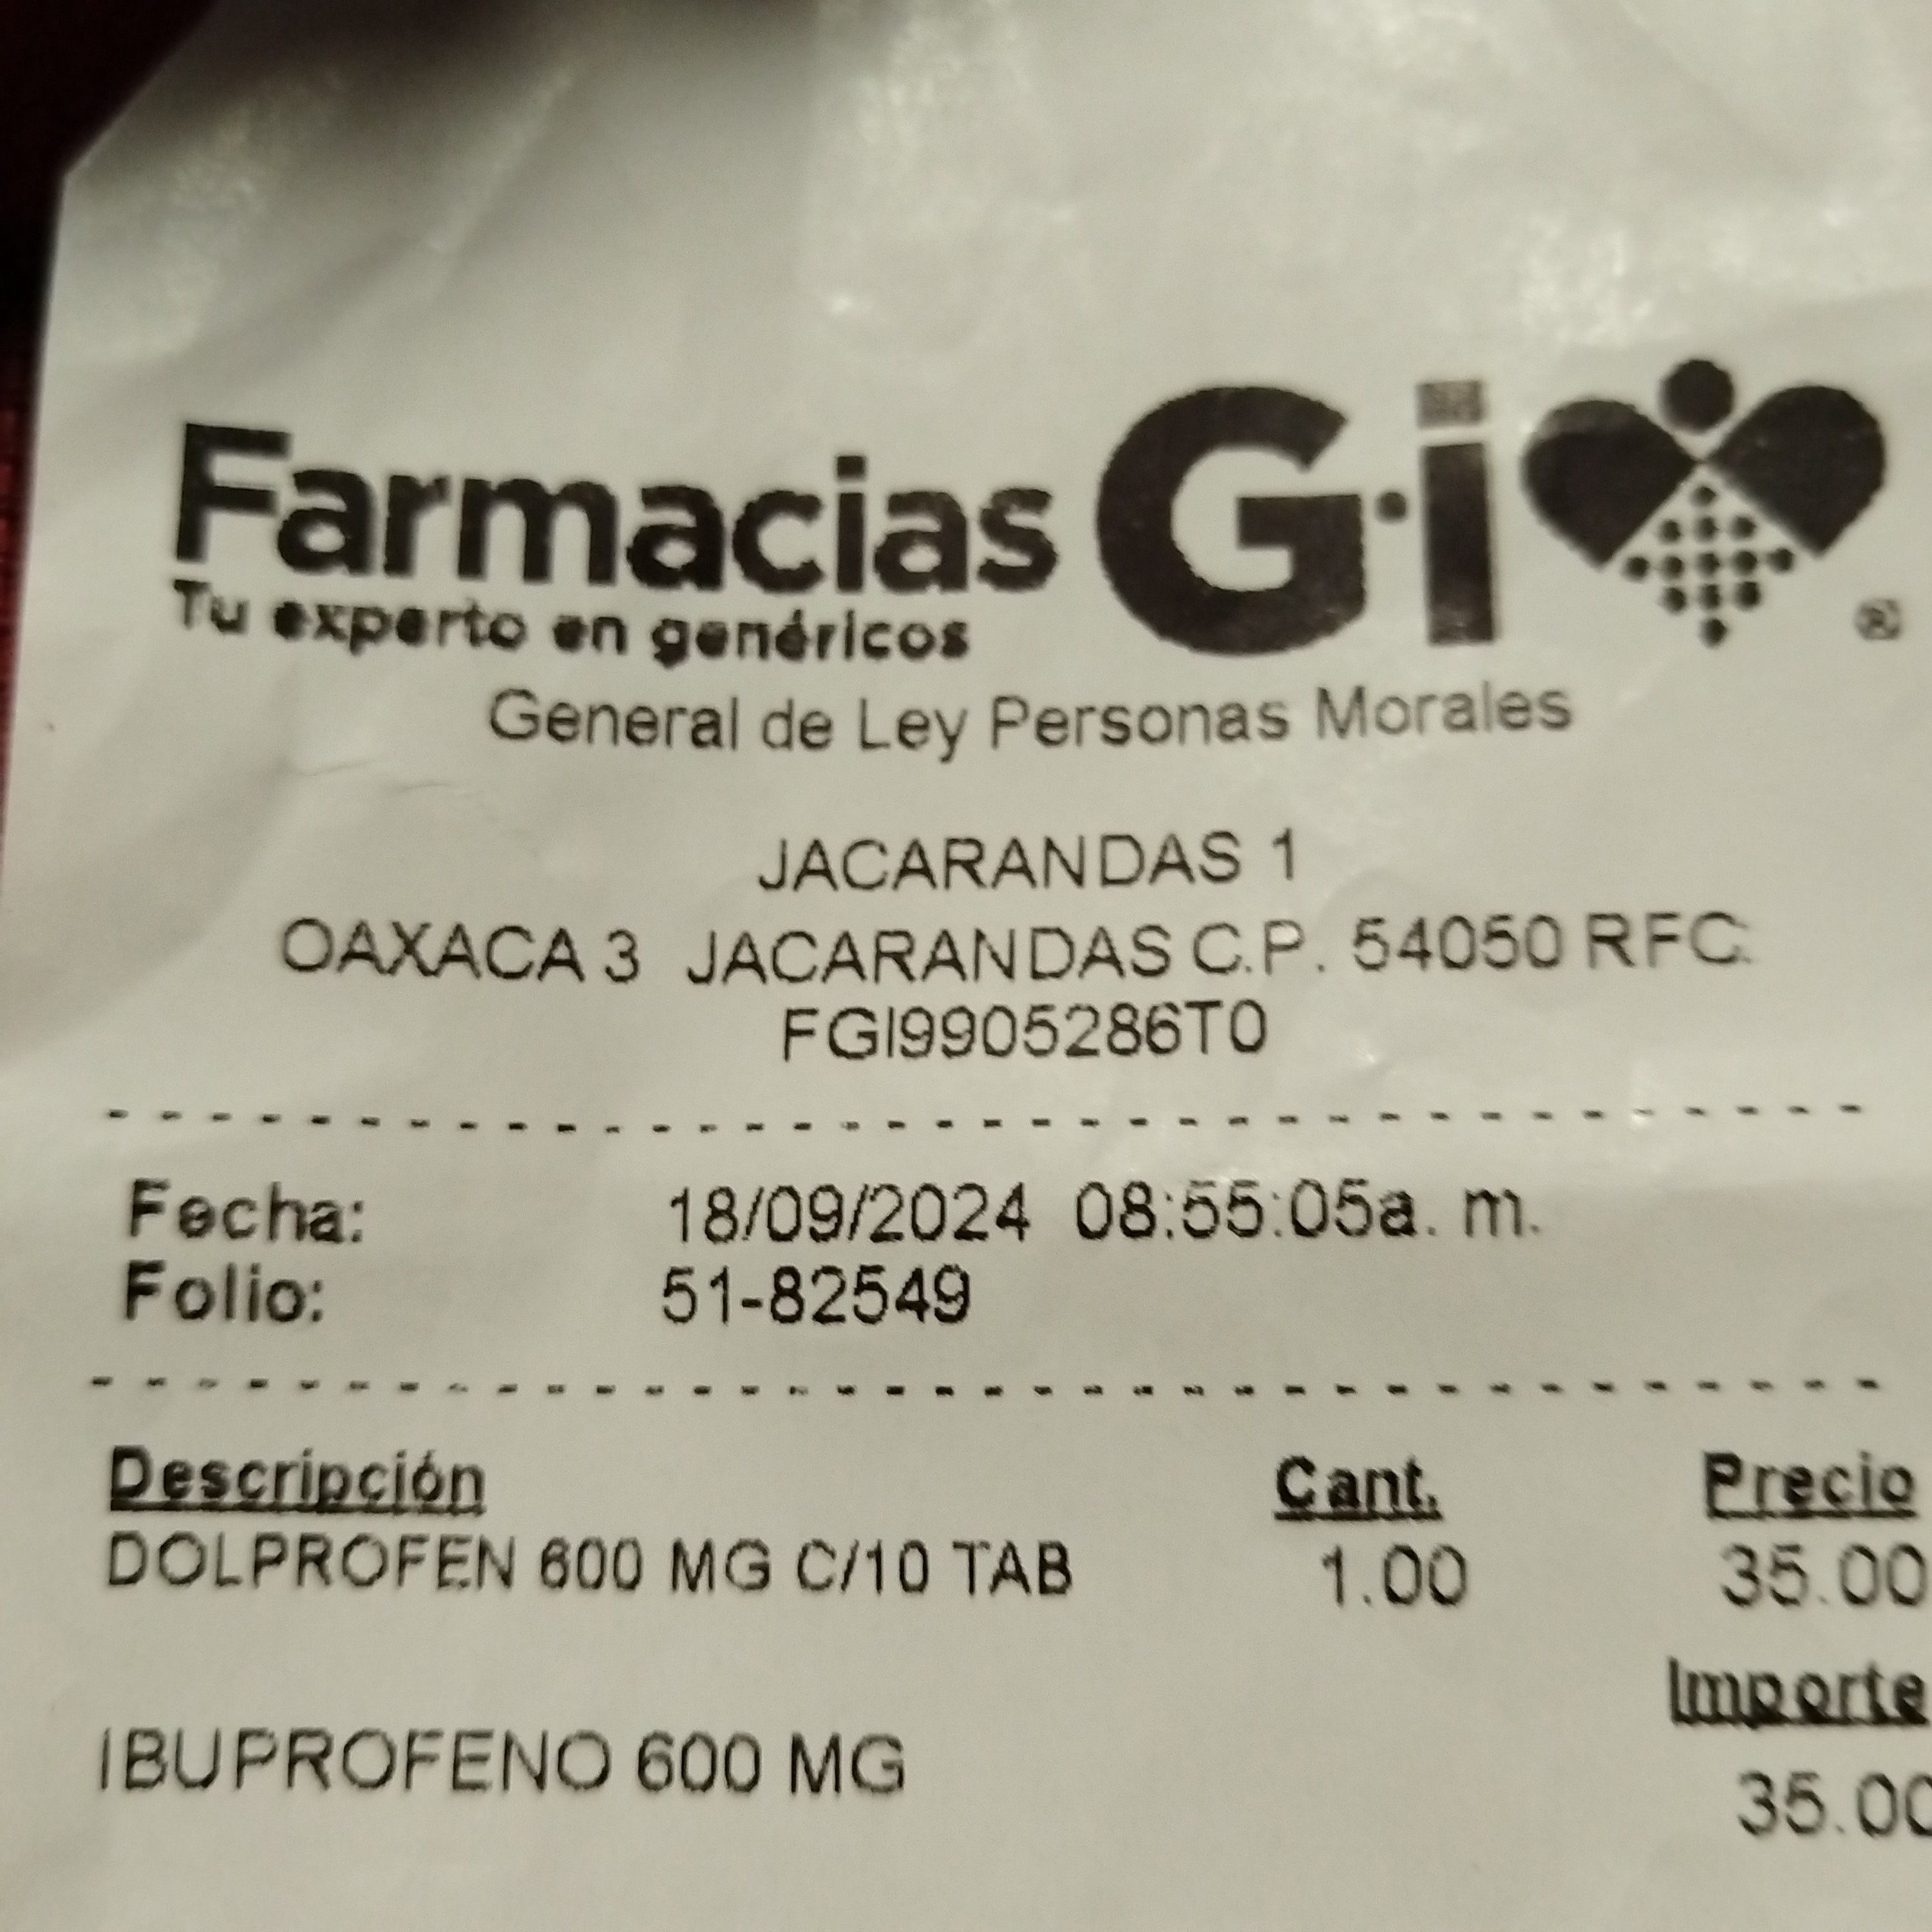 Farmacias G·i
Tu experto en genéricos
®
General de Ley Personas Morales
JACARANDAS 1
OAXACA 3 JACARANDAS C.P. 54050 RFC:
FGI9905286T0
Fecha: 18/09/2024 08:55:05a. m.
Folio: 51-82549
Descripción Cant. Precio
DOLPROFEN 600 MG C/10 TAB 1.00 35.00
Importe
IBUPROFENO 600 MG
35.00